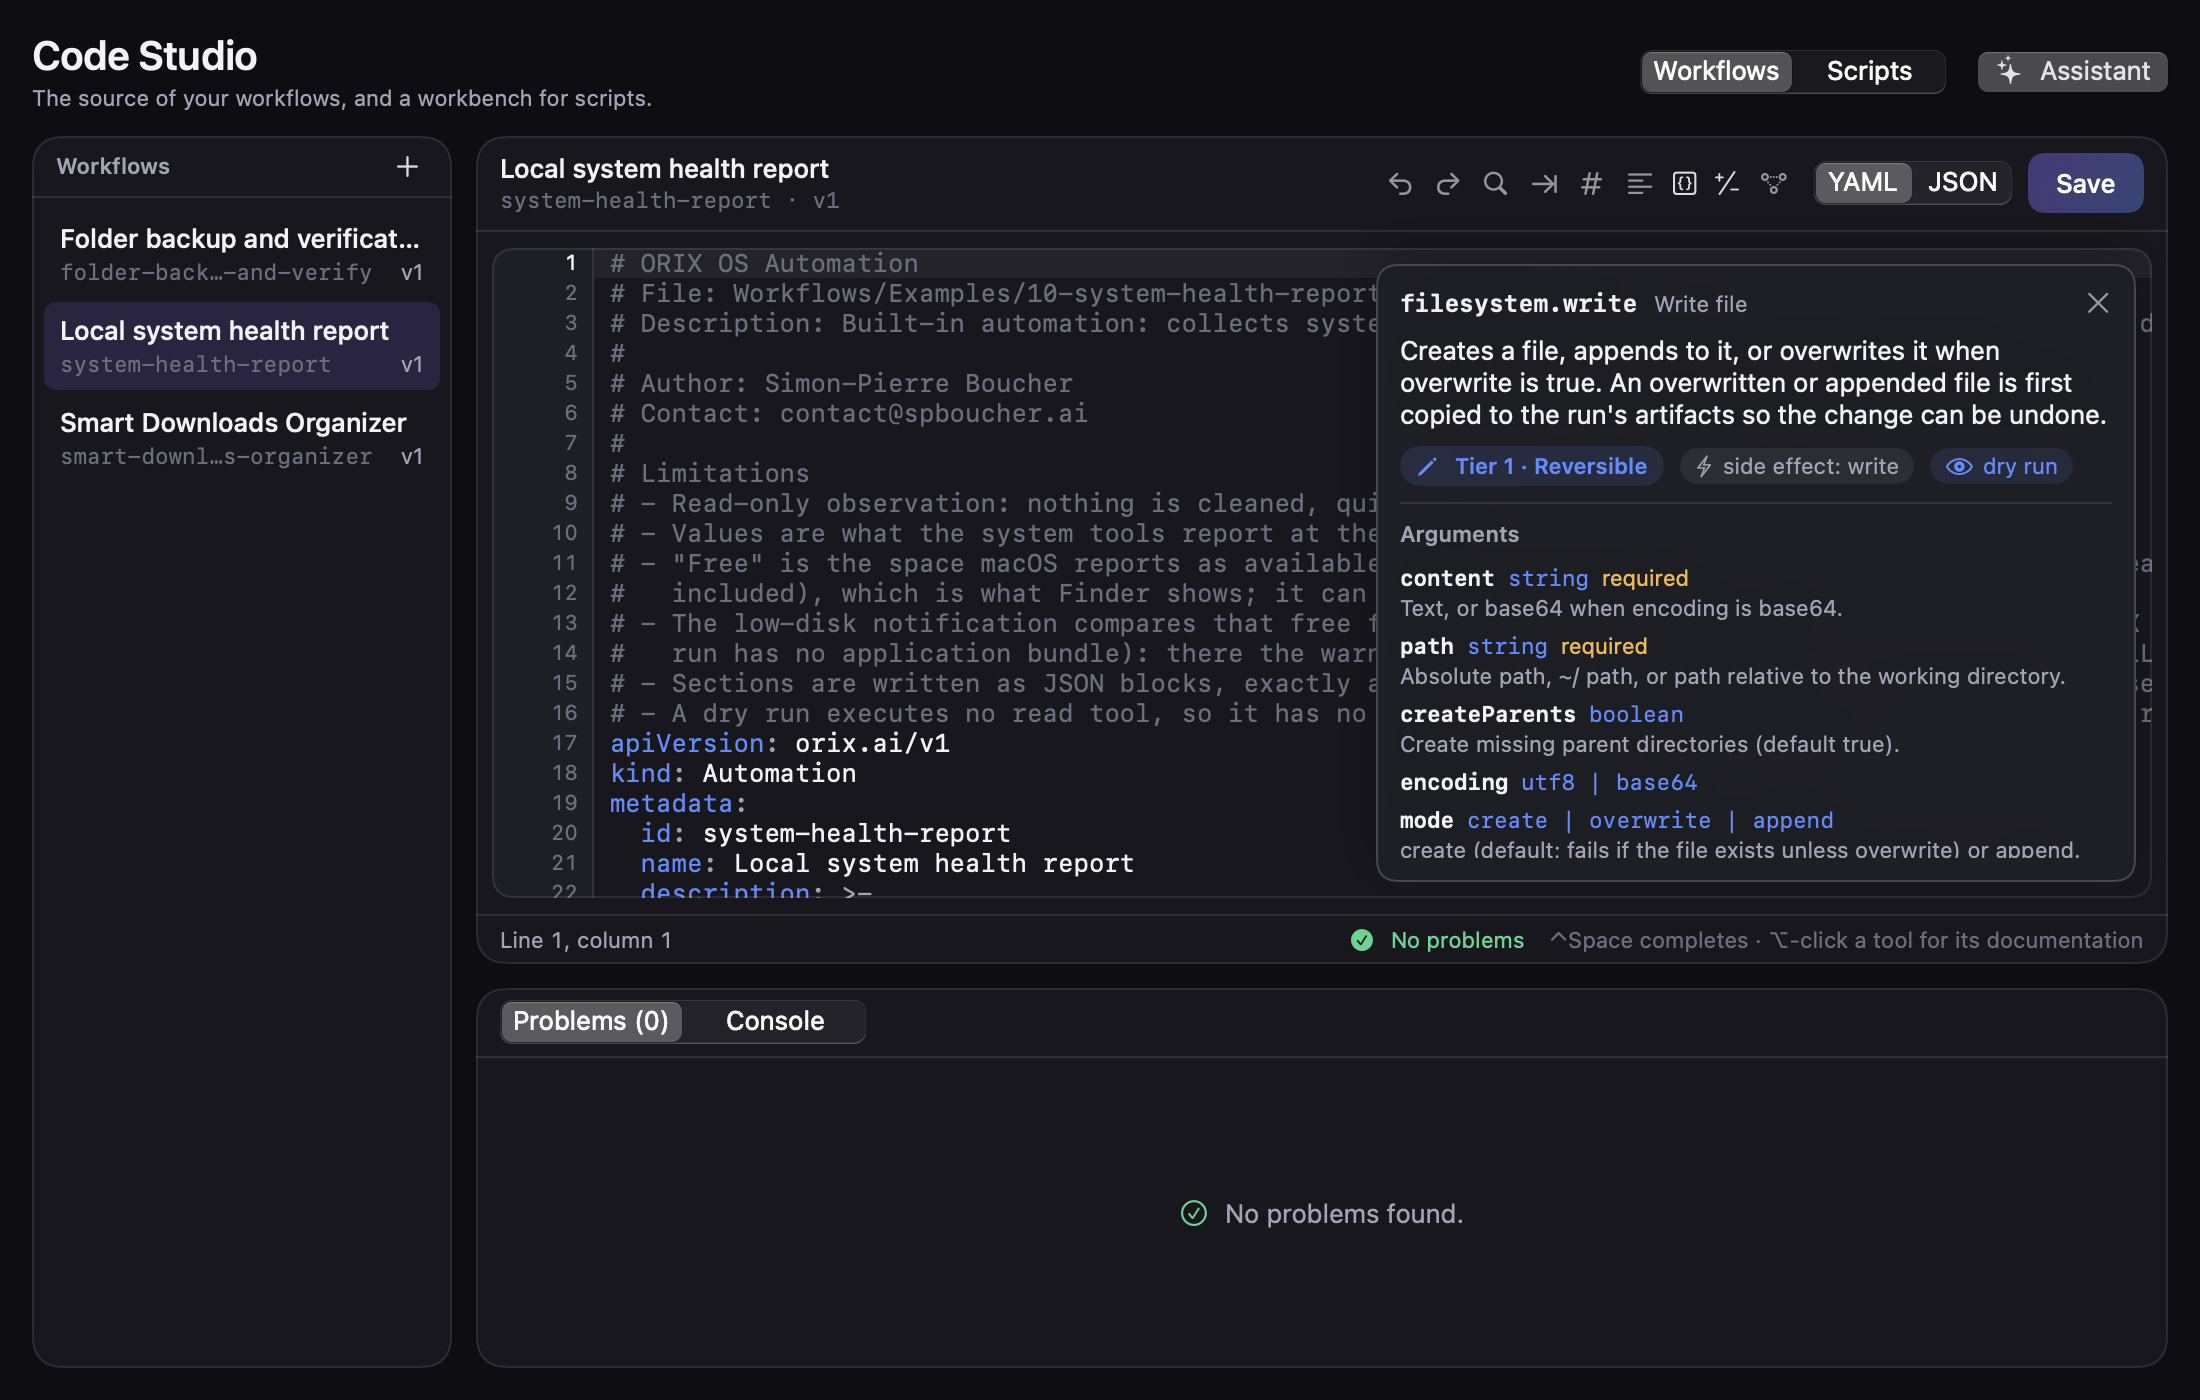 Code Studio
The source of your workflows, and a workbench for scripts.
Workflows
Scripts
Assistant
Workflows
Folder backup and verificat...
folder-back…-and-verify v1
Local system health report
system-health-report v1
Smart Downloads Organizer
smart-downl…s-organizer v1
Local system health report
system-health-report · v1
YAML
JSON
Save
1 # ORIX OS Automation
2 # File: Workflows/Examples/10-system-health-report
3 # Description: Built-in automation: collects syste
4 #
5 # Author: Simon-Pierre Boucher
6 # Contact: contact@spboucher.ai
7 #
8 # Limitations
9 # - Read-only observation: nothing is cleaned, qui
10 # - Values are what the system tools report at the
11 # - "Free" is the space macOS reports as available
12 #   included), which is what Finder shows; it can
13 # - The low-disk notification compares that free f
14 #   run has no application bundle): there the warr
15 # - Sections are written as JSON blocks, exactly a
16 # - A dry run executes no read tool, so it has no
17 apiVersion: orix.ai/v1
18 kind: Automation
19 metadata:
20   id: system-health-report
21   name: Local system health report
22   description: >-
filesystem.write Write file
Creates a file, appends to it, or overwrites it when
overwrite is true. An overwritten or appended file is first
copied to the run's artifacts so the change can be undone.
Tier 1 · Reversible
side effect: write
dry run
Arguments
content string required
Text, or base64 when encoding is base64.
path string required
Absolute path, ~/ path, or path relative to the working directory.
createParents boolean
Create missing parent directories (default true).
encoding utf8 | base64
mode create | overwrite | append
create (default: fails if the file exists unless overwrite) or append.
Line 1, column 1
No problems
^Space completes · ⌥-click a tool for its documentation
Problems (0)
Console
No problems found.